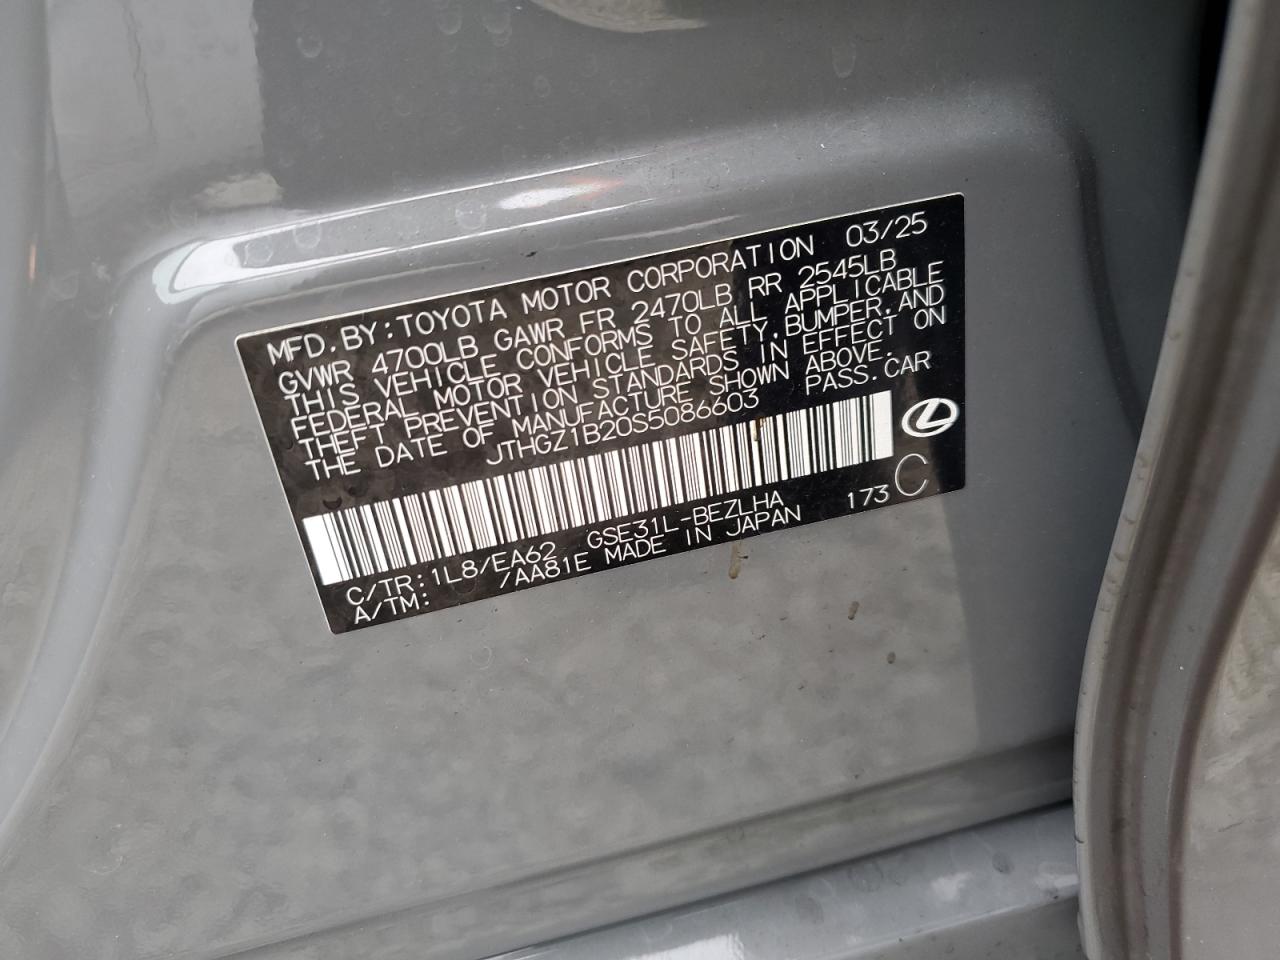 MFD.BY:TOYOTA MOTOR CORPORATION 03/25
GVWR 4700LB GAWR FR 2470LB RR 2545LB
THIS VEHICLE CONFORMS TO ALL APPLICABLE
FEDERAL MOTOR VEHICLE SAFETY,BUMPER,AND
THEFT PREVENTION STANDARDS IN EFFECT ON
THE DATE OF MANUFACTURE SHOWN ABOVE.
JTHGZ1B20S5086603 PASS.CAR
C/TR:1L8/EA62 GSE31L-BEZLHA 173 C
A/TM: /AA81E MADE IN JAPAN